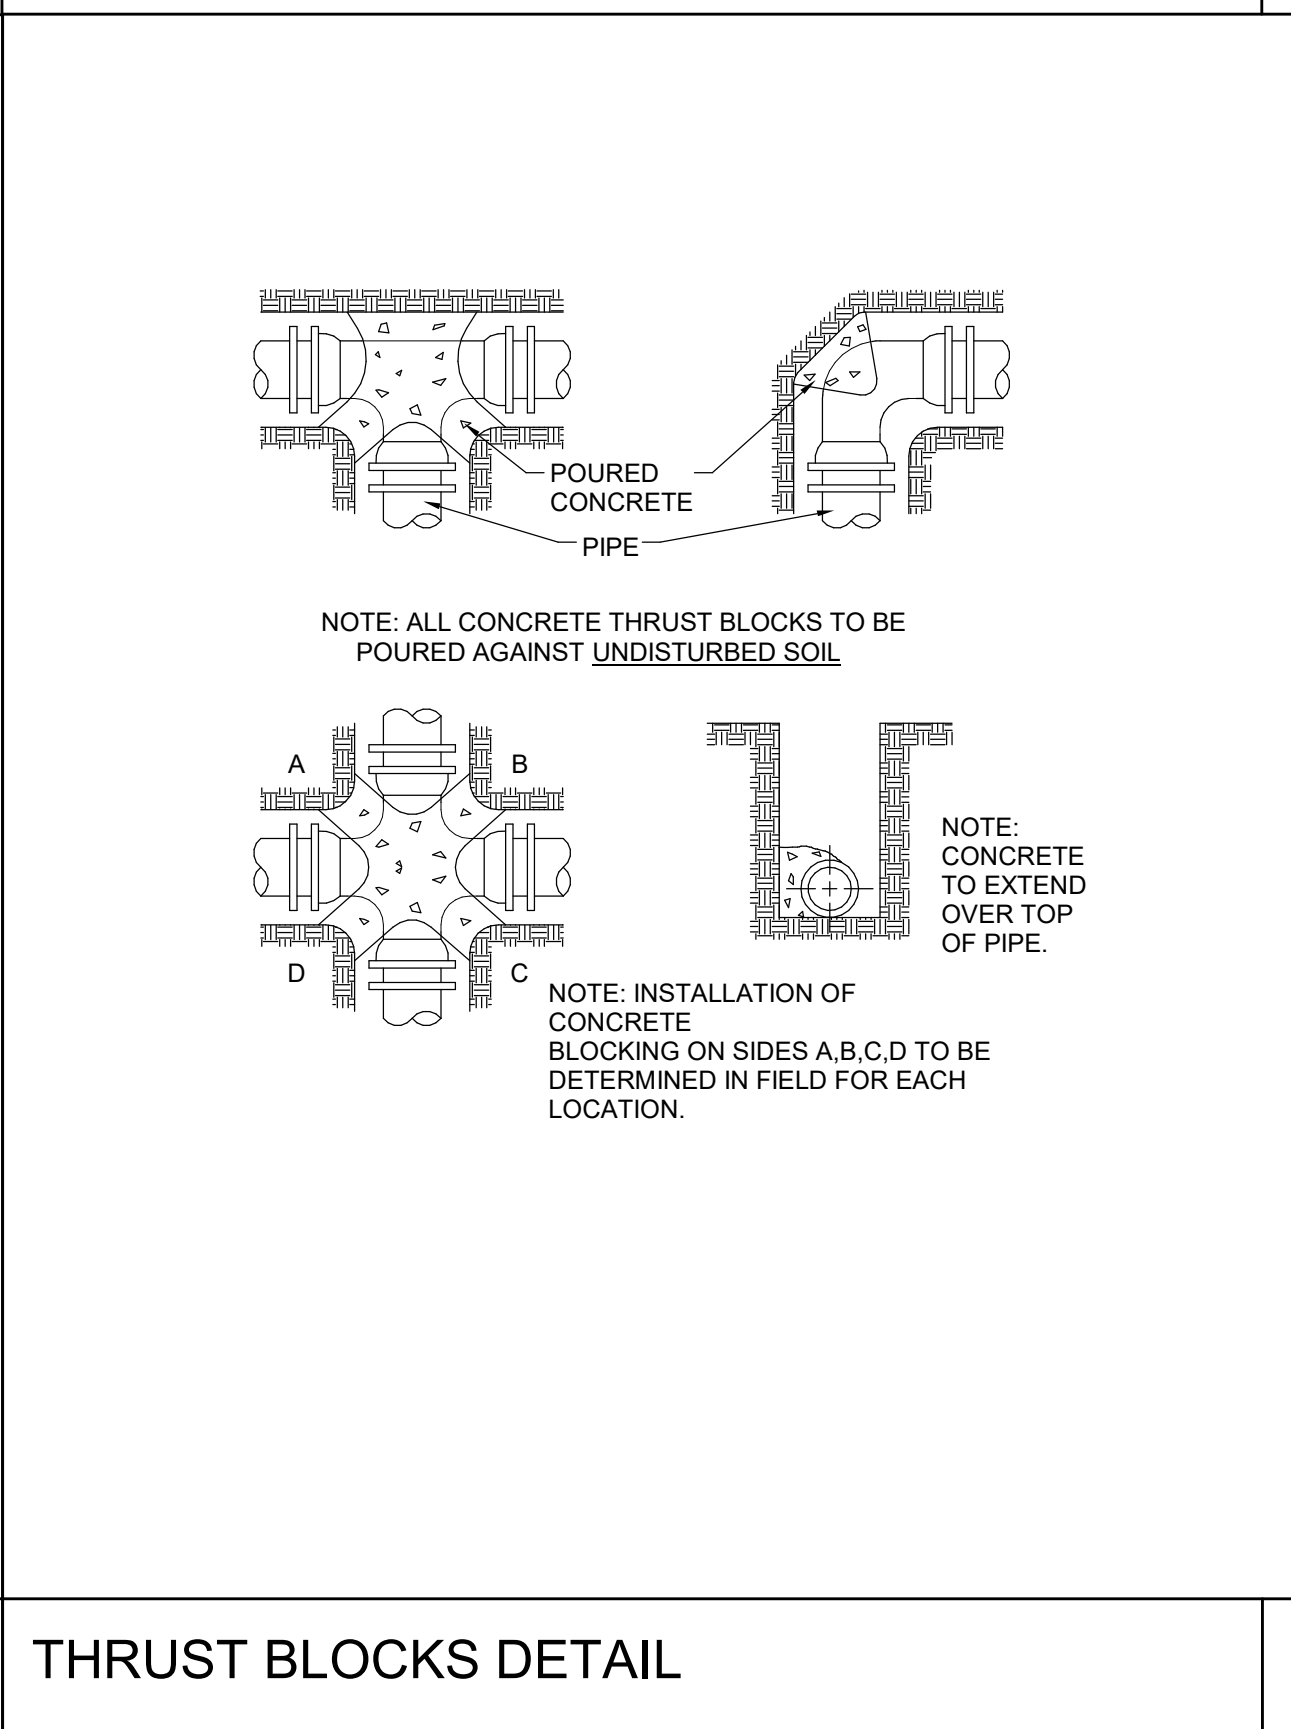 POURED
CONCRETE
PIPE
NOTE: ALL CONCRETE THRUST BLOCKS TO BE
POURED AGAINST UNDISTURBED SOIL
A
B
D
C
NOTE:
CONCRETE
TO EXTEND
OVER TOP
OF PIPE.
NOTE: INSTALLATION OF
CONCRETE
BLOCKING ON SIDES A,B,C,D TO BE
DETERMINED IN FIELD FOR EACH
LOCATION.
THRUST BLOCKS DETAIL